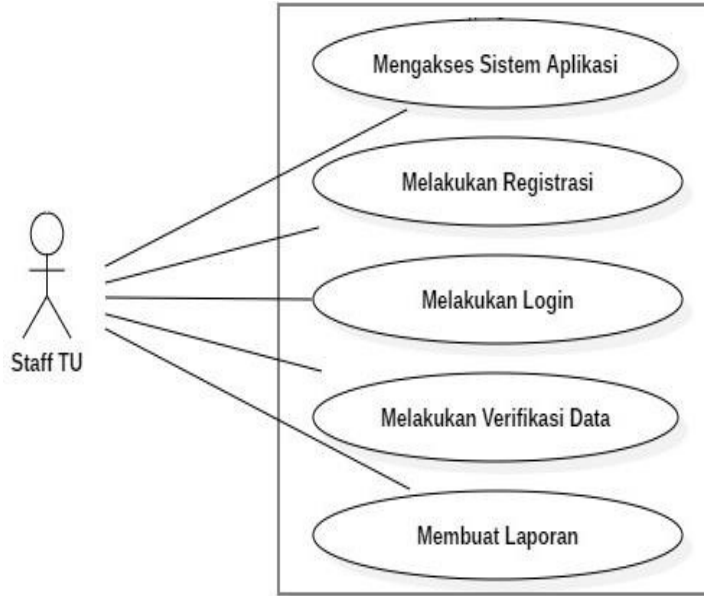 Mengakses Sistem Aplikasi
Melakukan Registrasi
Melakukan Login
Staff TU
Melakukan Verifikasi Data
Membuat Laporan